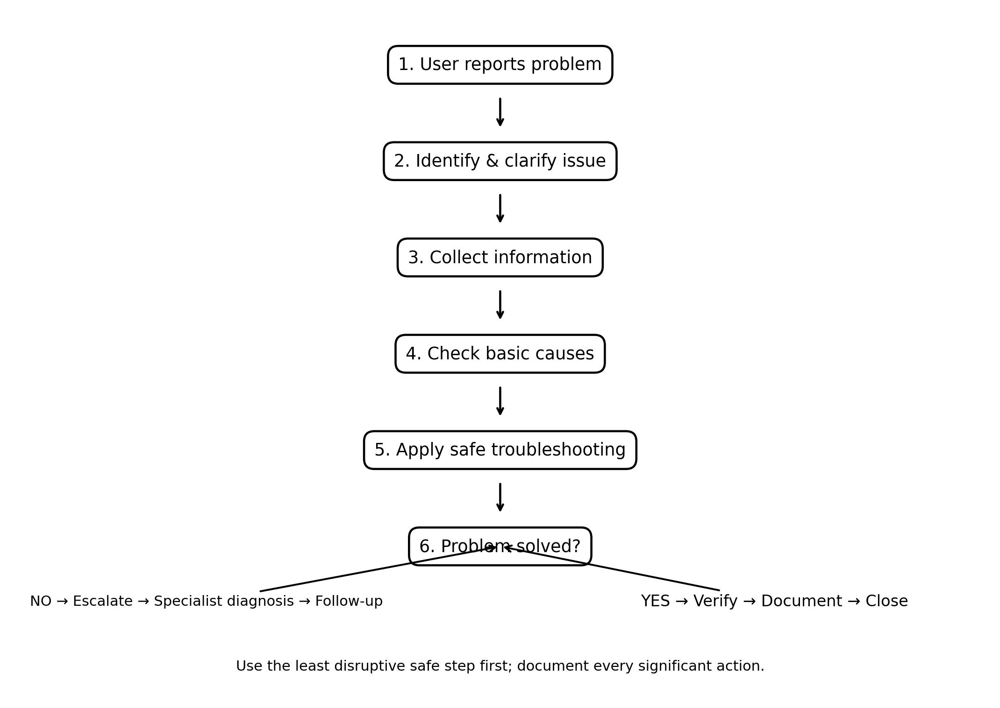 1. User reports problem
2. Identify & clarify issue
3. Collect information
4. Check basic causes
5. Apply safe troubleshooting
6. Problem solved?
NO → Escalate → Specialist diagnosis → Follow-up
YES → Verify → Document → Close
Use the least disruptive safe step first; document every significant action.